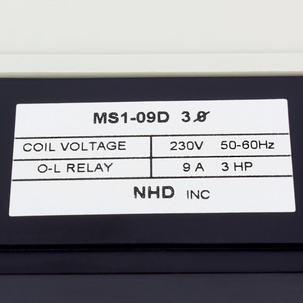 MS1-09D 3ø
COIL VOLTAGE 230V 50-60Hz
O-L RELAY 9 A 3 HP
NHD INC